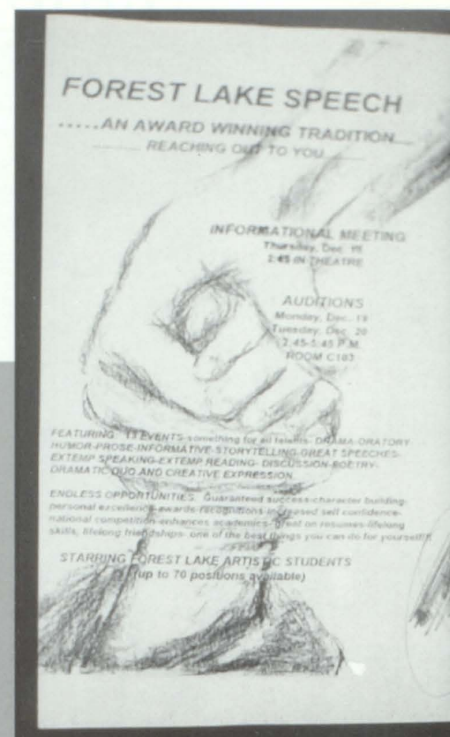 FOREST LAKE SPEECH
.....AN AWARD WINNING TRADITION....
REACHING OUT TO YOU
INFORMATIONAL MEETING
Thursday, Dec. 15
2:45 IN THEATRE
AUDITIONS
Monday, Dec. 19
Tuesday, Dec. 20
2:45-5:45 P.M.
ROOM C103
FEATURING: 13 EVENTS-something for all talents- DRAMA-ORATORY-
HUMOR-PROSE-INFORMATIVE-STORYTELLING-GREAT SPEECHES-
EXTEMP SPEAKING-EXTEMP READING- DISCUSSION-POETRY-
DRAMATIC DUO AND CREATIVE EXPRESSION
ENDLESS OPPORTUNITIES: Guaranteed success-character building-
personal excellence-awards-recognitions-increased self confidence-
national competition-enhances academics-great on resumes-lifelong
skills, lifelong friendships- one of the best things you can do for yourself!!
STARRING FOREST LAKE ARTISTIC STUDENTS
(up to 70 positions available)